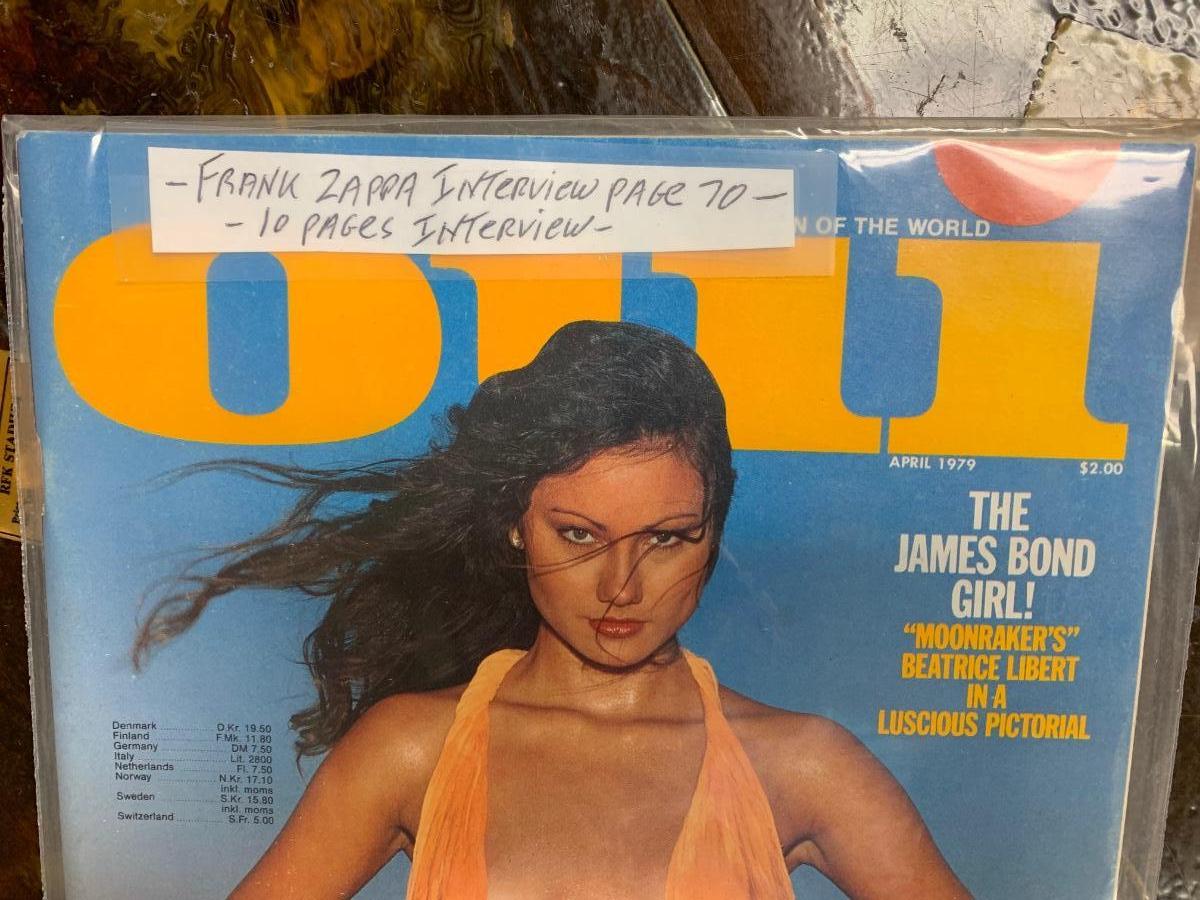 - FRANK ZAPPA INTERVIEW PAGE 70 -
- 10 PAGES INTERVIEW -
OF THE WORLD
oui
APRIL 1979
$2.00
THE
JAMES BOND
GIRL!
"MOONRAKER'S"
BEATRICE LIBERT
IN A
LUSCIOUS PICTORIAL
Denmark D.Kr. 19.50
Finland F.Mk. 11.80
Germany DM 7.50
Italy Lit. 2800
Netherlands Fl. 7.50
Norway N.Kr. 17.10
inkl. moms
Sweden S.Kr. 15.80
inkl. moms
Switzerland S.Fr. 5.00
RFK STADIU